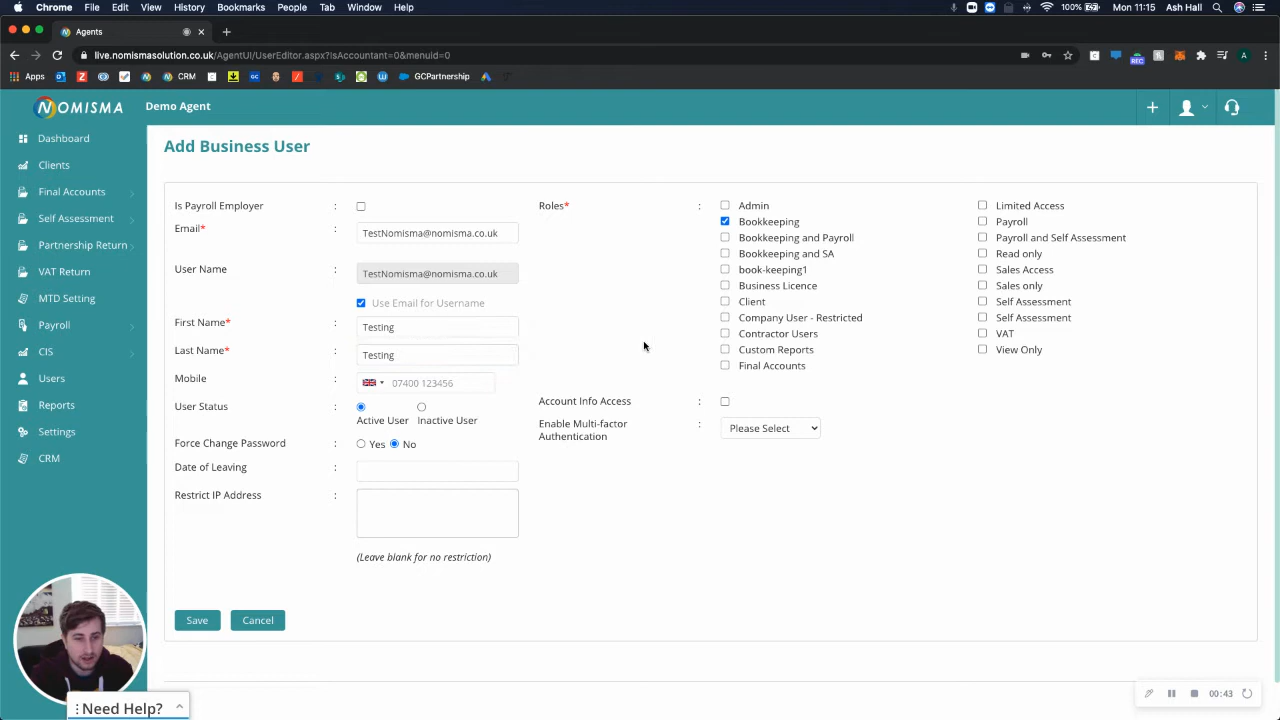 Chrome File Edit View History Bookmarks People Tab Window Help 100% Mon 11:15 Ash Hall
Agents
live.nomismasolution.co.uk/AgentUI/UserEditor.aspx?IsAccountant=0&menuid=0
Apps CRM GCPartnership
NOMISMA
Demo Agent
Dashboard
Clients
Final Accounts
Self Assessment
Partnership Return
VAT Return
MTD Setting
Payroll
CIS
Users
Reports
Settings
CRM
Add Business User
Is Payroll Employer :
Email* : TestNomisma@nomisma.co.uk
User Name : TestNomisma@nomisma.co.uk
Use Email for Username
First Name* : Testing
Last Name* : Testing
Mobile : 07400 123456
User Status :
Active User Inactive User
Force Change Password : Yes No
Date of Leaving :
Restrict IP Address :
(Leave blank for no restriction)
Roles* :
Admin
Bookkeeping
Bookkeeping and Payroll
Bookkeeping and SA
book-keeping1
Business Licence
Client
Company User - Restricted
Contractor Users
Custom Reports
Final Accounts
Limited Access
Payroll
Payroll and Self Assessment
Read only
Sales Access
Sales only
Self Assessment
Self Assessment
VAT
View Only
Account Info Access :
Enable Multi-factor : Please Select
Authentication
Save Cancel
Need Help?
00:43